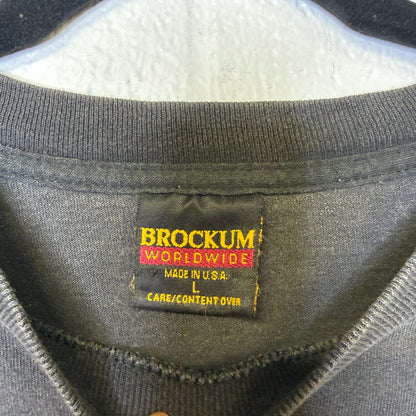 BROCKUM
WORLDWIDE
MADE IN U.S.A.
L
CARE/CONTENT OVER